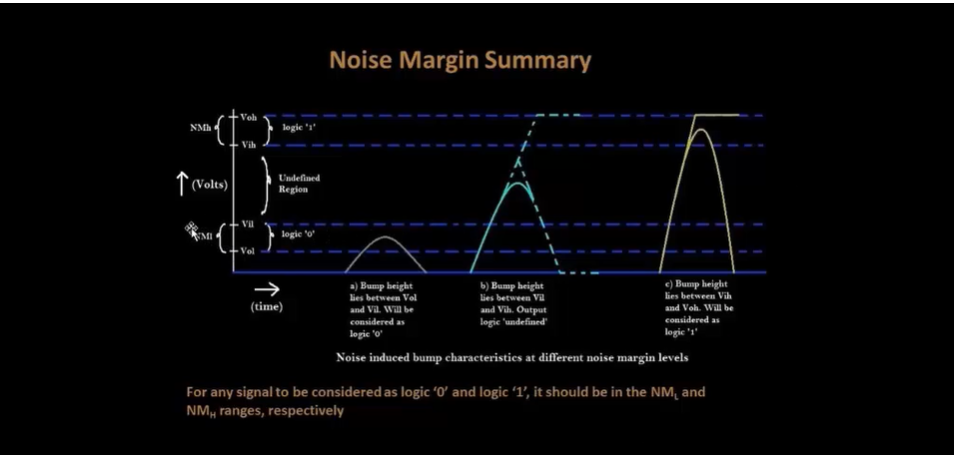 Noise Margin Summary
Voh
NMh
logic '1'
Vih
(Volts)
Undefined
Region
Vil
NMl
logic '0'
Vol
(time)
a) Bump height
lies between Vol
and Vil. Will be
considered as
logic '0'
b) Bump height
lies between Vil
and Vih. Output
logic 'undefined'
c) Bump height
lies between Vih
and Voh. Will be
considered as
logic '1'
Noise induced bump characteristics at different noise margin levels
For any signal to be considered as logic ‘0’ and logic ‘1’, it should be in the NML and
NMH ranges, respectively